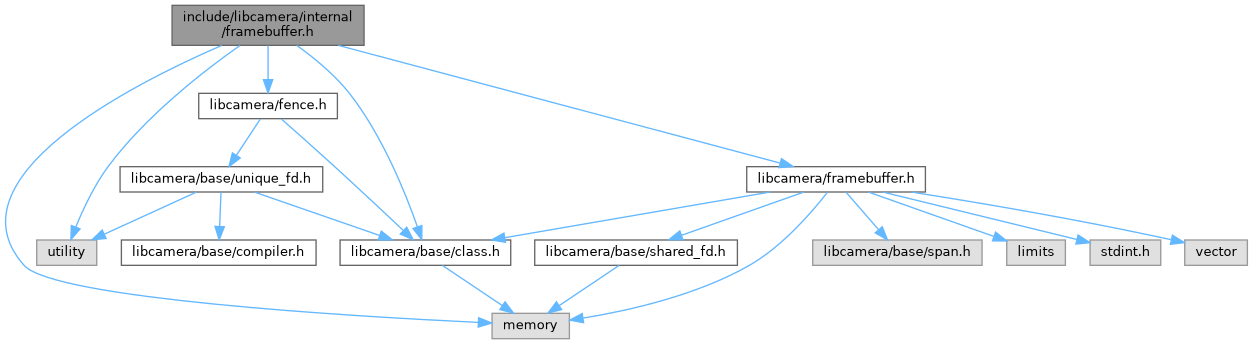 include/libcamera/internal
/framebuffer.h
libcamera/fence.h
libcamera/base/unique_fd.h
libcamera/framebuffer.h
utility
libcamera/base/compiler.h
libcamera/base/class.h
libcamera/base/shared_fd.h
libcamera/base/span.h
limits
stdint.h
vector
memory